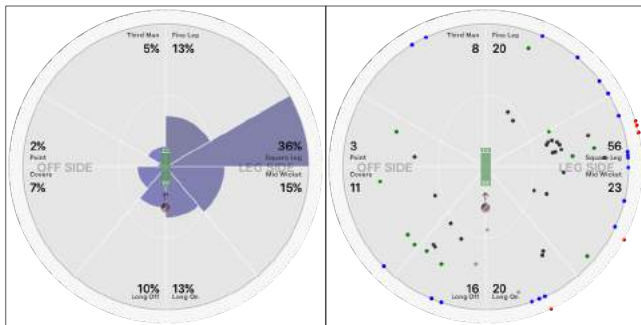 Third Man Fine Leg
5% 13%
2%
Point
OFF SIDE
Covers
7%
36%
Square Leg
LEG SIDE
Mid Wicket
15%
10% 13%
Long Off Long On
Third Man Fine Leg
8 20
3
Point
OFF SIDE
Covers
11
56
Square Leg
LEG SIDE
Mid Wicket
23
16 20
Long Off Long On